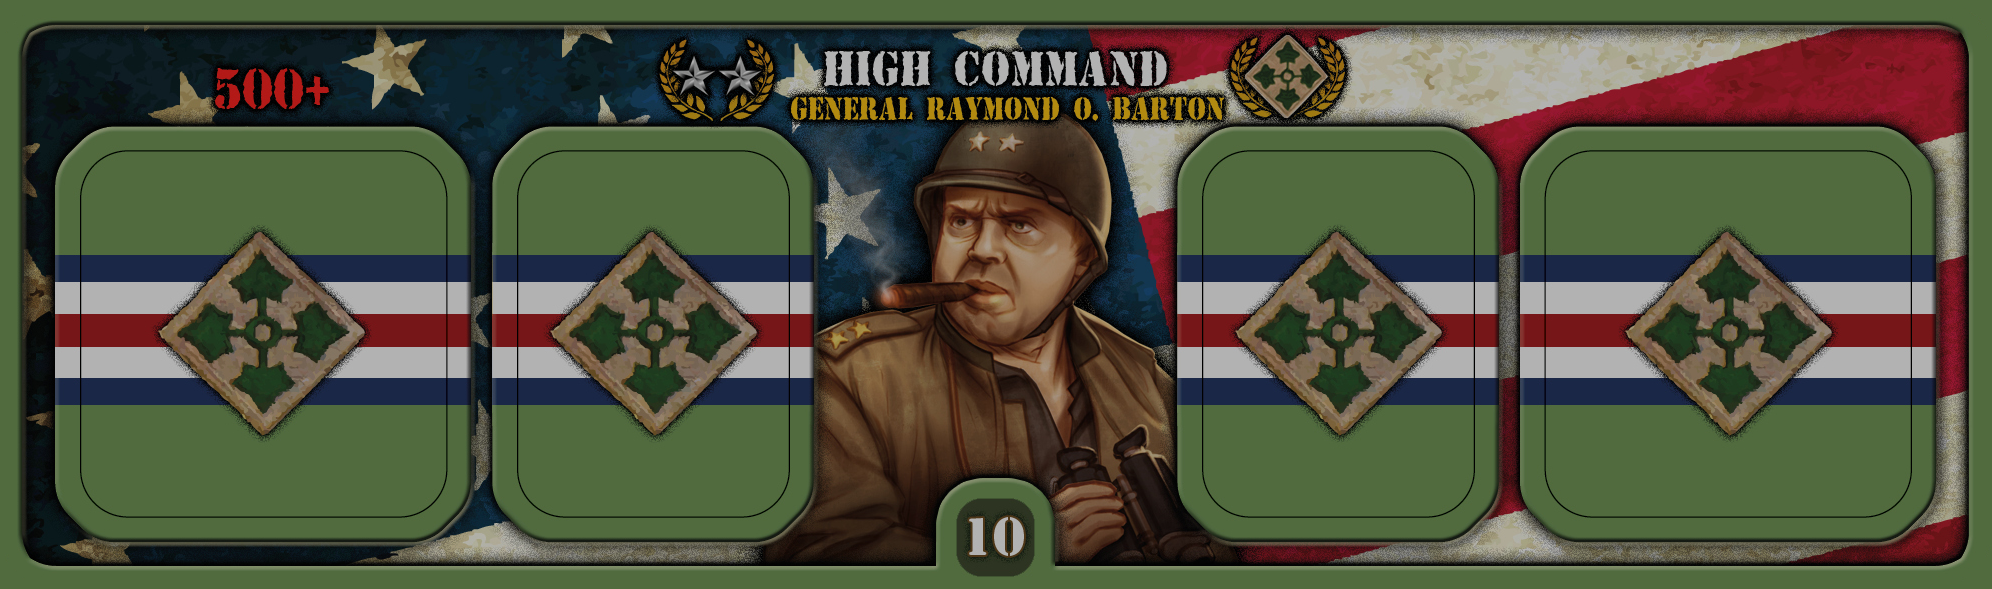 500+
HIGH COMMAND
GENERAL RAYMOND O. BARTON
10